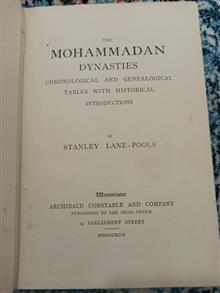 THE
MOHAMMADAN
DYNASTIES
CHRONOLOGICAL AND GENEALOGICAL
TABLES WITH HISTORICAL
INTRODUCTIONS
BY
STANLEY LANE-POOLE
Westminster
ARCHIBALD CONSTABLE AND COMPANY
PUBLISHERS TO THE INDIA OFFICE
14 PARLIAMENT STREET
MDCCCXCIV